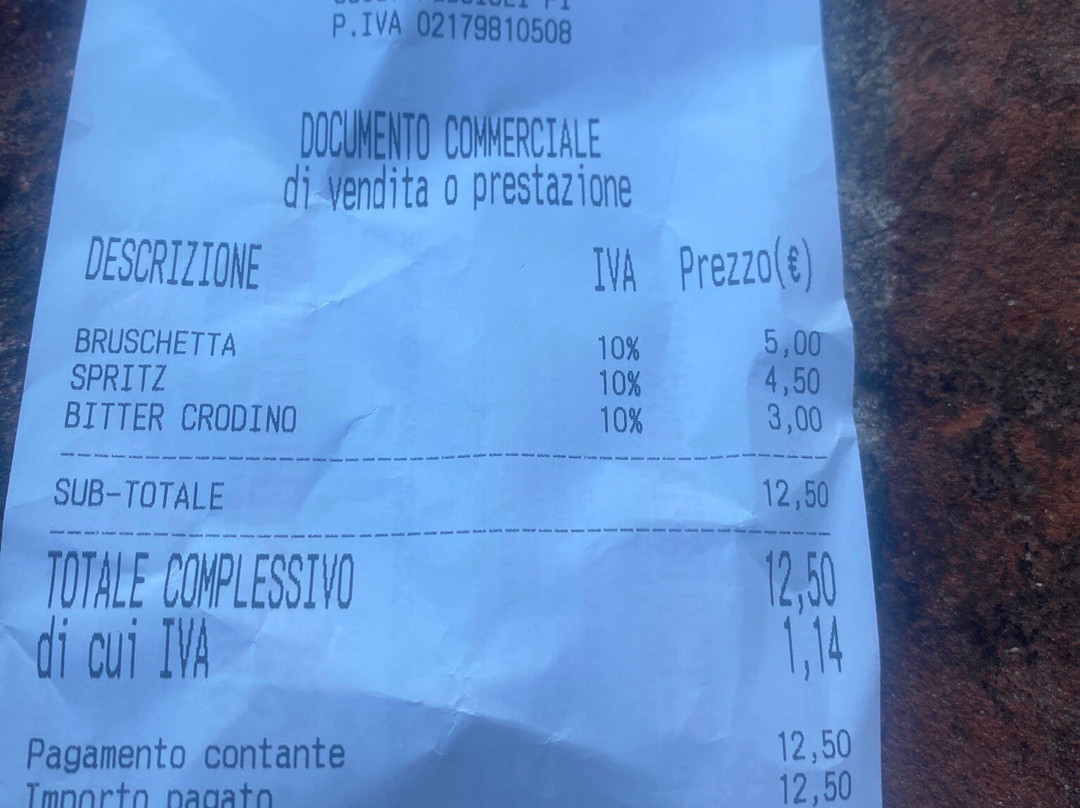 P.IVA 02179810508
DOCUMENTO COMMERCIALE
di vendita o prestazione
DESCRIZIONE IVA Prezzo(€)
BRUSCHETTA 10% 5,00
SPRITZ 10% 4,50
BITTER CRODINO 10% 3,00
SUB-TOTALE 12,50
TOTALE COMPLESSIVO 12,50
di cui IVA 1,14
Pagamento contante 12,50
Importo pagato 12,50